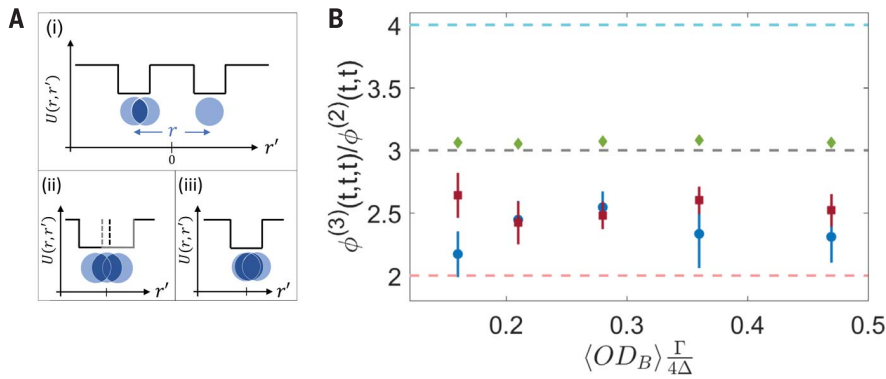 A
(i)
U(r,r′)
r
0
r′
(ii)
U(r,r′)
r′
(iii)
U(r,r′)
r′
B
ϕ^(3)(t,t,t)/ϕ^(2)(t,t)
4
3.5
3
2.5
2
0.2 0.3 0.4 0.5
⟨OD_B⟩ Γ/4Δ